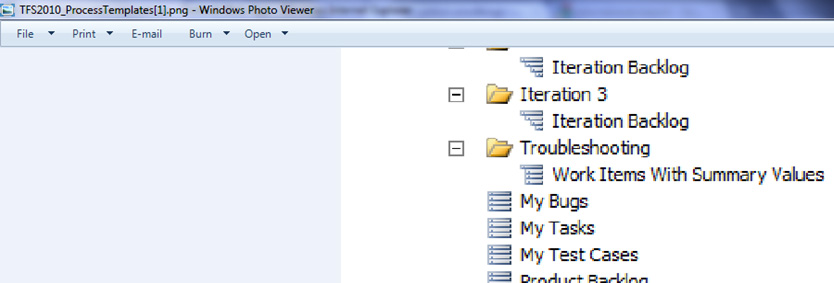 TFS2010_ProcessTemplates[1].png - Windows Photo Viewer
File Print E-mail Burn Open
Iteration Backlog
Iteration 3
Iteration Backlog
Troubleshooting
Work Items With Summary Values
My Bugs
My Tasks
My Test Cases
Product Backlog